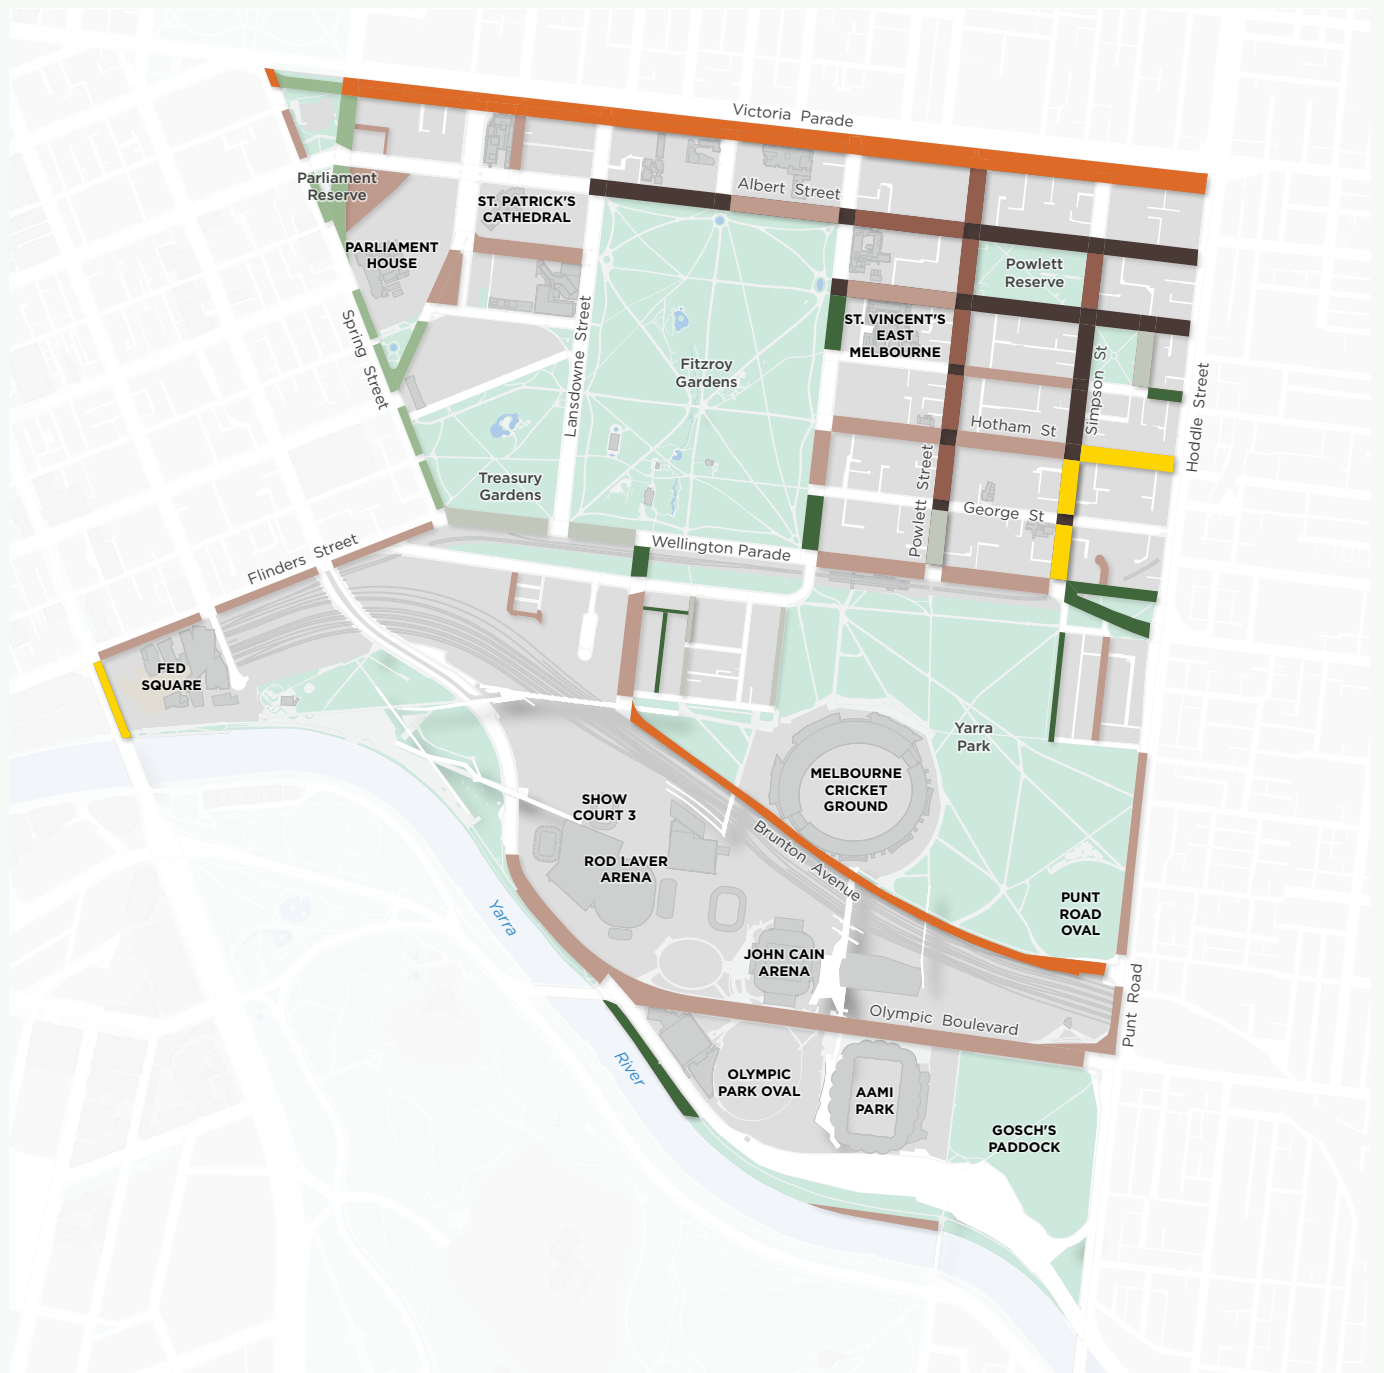 Victoria Parade
Parliament
Reserve
Albert Street
ST. PATRICK'S
CATHEDRAL
PARLIAMENT
HOUSE
Powlett
Reserve
Spring Street
Lansdowne Street
ST. VINCENT'S
EAST
MELBOURNE
Fitzroy
Gardens
Simpson St
Hoddle Street
Hotham St
Treasury
Gardens
Powlett Street
George St
Flinders Street
Wellington Parade
FED
SQUARE
Yarra
Park
MELBOURNE
CRICKET
GROUND
SHOW
COURT 3
Brunton Avenue
ROD LAVER
ARENA
PUNT
ROAD
OVAL
Yarra
JOHN CAIN
ARENA
Punt Road
Olympic Boulevard
River
OLYMPIC
PARK OVAL
AAMI
PARK
GOSCH'S
PADDOCK